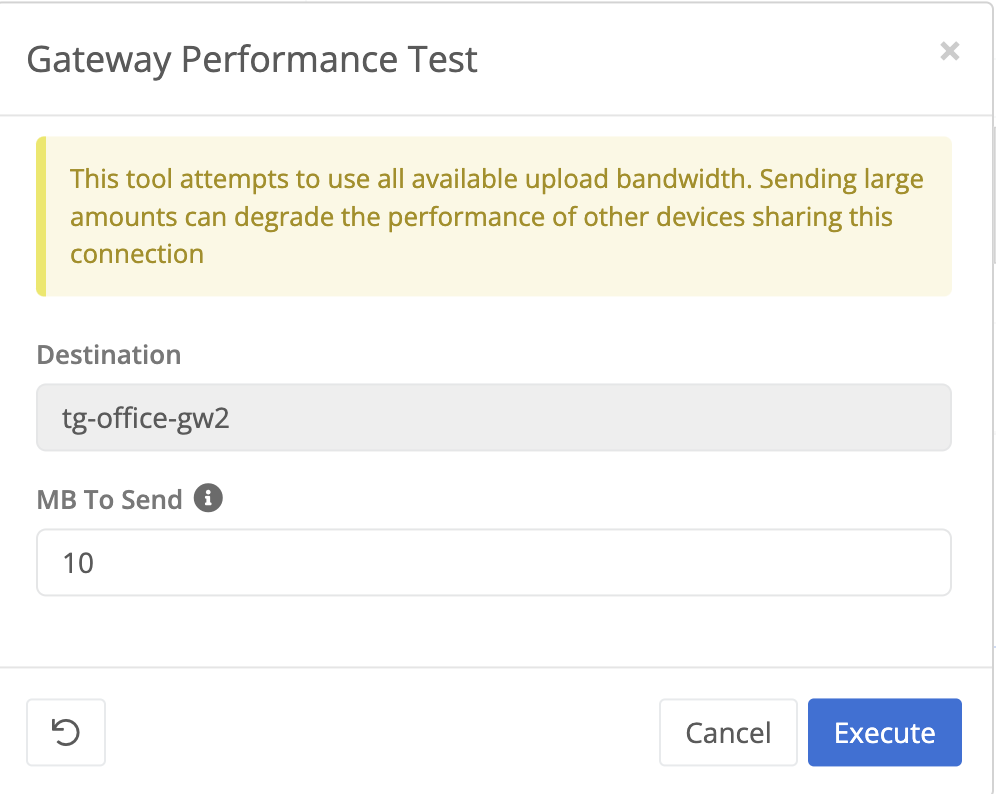 Gateway Performance Test
This tool attempts to use all available upload bandwidth. Sending large
amounts can degrade the performance of other devices sharing this
connection
Destination
tg-office-gw2
MB To Send
10
Cancel
Execute